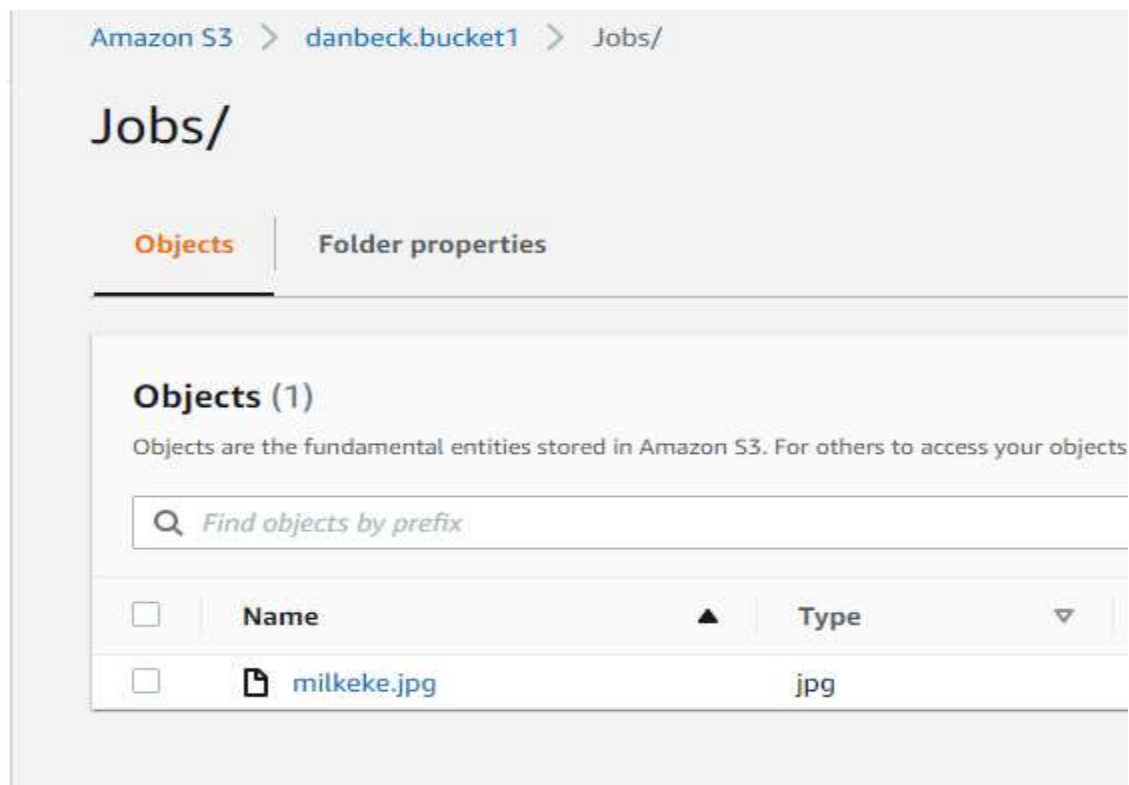 Amazon S3 > danbeck.bucket1 > Jobs/
Jobs/
Objects Folder properties
Objects (1)
Objects are the fundamental entities stored in Amazon S3. For others to access your objects
Find objects by prefix
Name Type
milkeke.jpg jpg